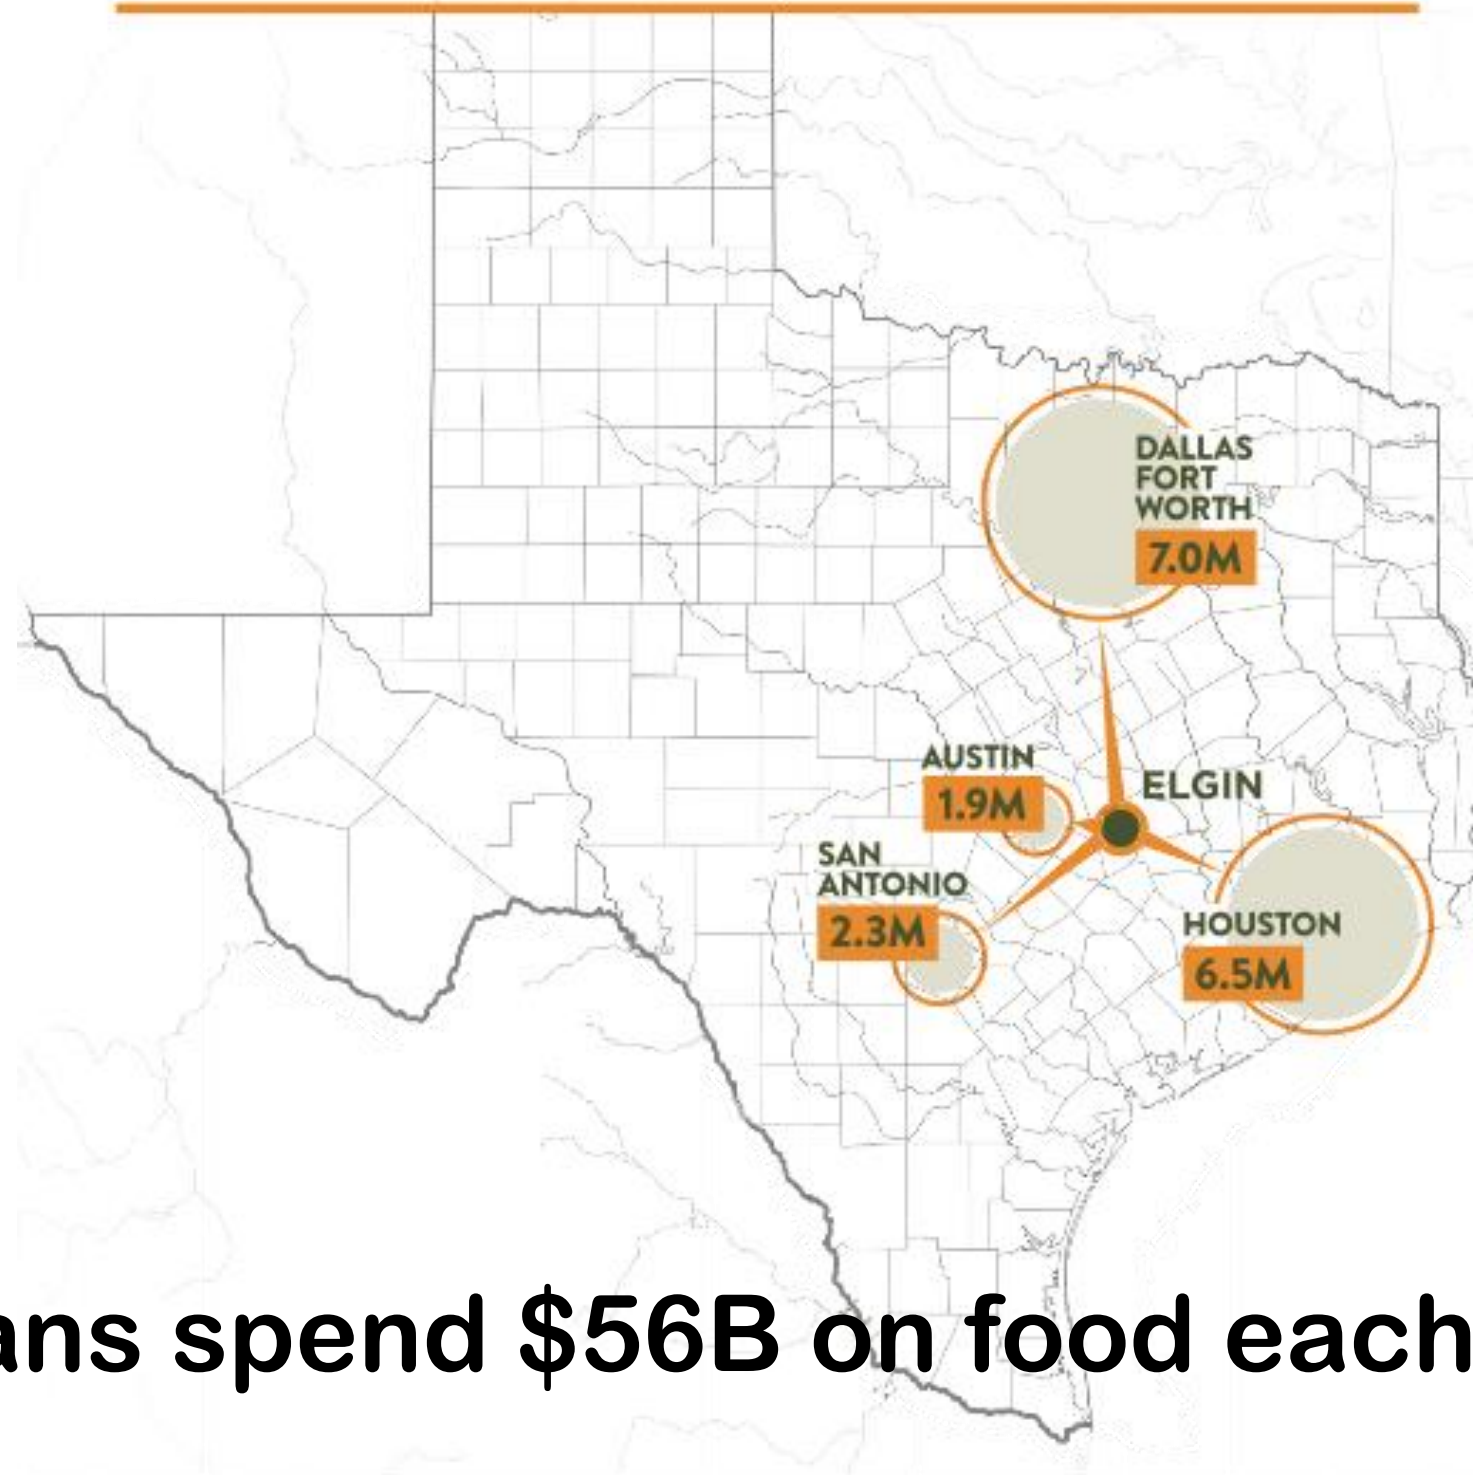 DALLAS
FORT
WORTH
7.0M
AUSTIN
1.9M
ELGIN
SAN
ANTONIO
2.3M
HOUSTON
6.5M
ans spend $56B on food each